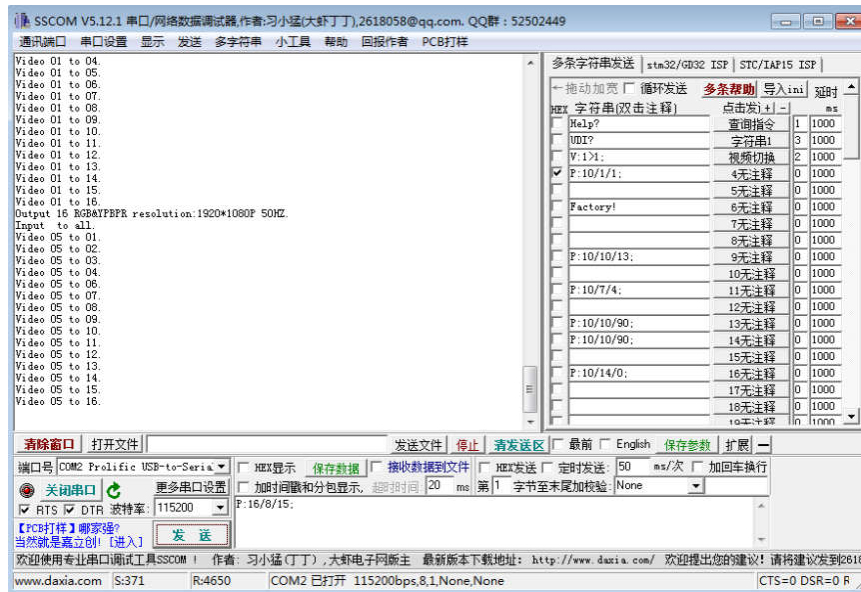 SSCOM V5.12.1 串口/网络数据调试器,作者:习小猛(大虾丁丁),2618058@qq.com. QQ群：52502449
通讯端口 串口设置 显示 发送 多字符串 小工具 帮助 回报作者 PCB打样
Video 01 to 04.
Video 01 to 05.
Video 01 to 06.
Video 01 to 07.
Video 01 to 08.
Video 01 to 09.
Video 01 to 10.
Video 01 to 11.
Video 01 to 12.
Video 01 to 13.
Video 01 to 14.
Video 01 to 15.
Video 01 to 16.
Output 16 RGB&YPBPR resolution:1920*1080P 50HZ.
Input to all.
Video 05 to 01.
Video 05 to 02.
Video 05 to 03.
Video 05 to 04.
Video 05 to 06.
Video 05 to 07.
Video 05 to 08.
Video 05 to 09.
Video 05 to 10.
Video 05 to 11.
Video 05 to 12.
Video 05 to 13.
Video 05 to 14.
Video 05 to 15.
Video 05 to 16.
多条字符串发送 stm32/GD32 ISP STC/IAP15 ISP
←拖动加宽 循环发送 多条帮助 导入ini 延时
HEX 字符串(双击注释) 点击发送 + - ms
Help? 查询指令 1 1000
UDI? 字符串1 3 1000
V:1>1; 视频切换 2 1000
P:10/1/1; 4无注释 0 1000
5无注释 0 1000
Factory! 6无注释 0 1000
7无注释 0 1000
8无注释 0 1000
P:10/10/13; 9无注释 0 1000
10无注释 0 1000
P:10/7/4; 11无注释 0 1000
12无注释 0 1000
P:10/10/90; 13无注释 0 1000
P:10/10/90; 14无注释 0 1000
15无注释 0 1000
P:10/14/0; 16无注释 0 1000
17无注释 0 1000
18无注释 0 1000
19无注释 0 1000
清除窗口 打开文件 发送文件 停止 清发送区 最前 English 保存参数 扩展 —
端口号 COM2 Prolific USB-to-Seria HEX显示 保存数据 接收数据到文件 HEX发送 定时发送: 50 ms/次 加回车换行
关闭串口 更多串口设置 加时间戳和分包显示, 超时时间: 20 ms 第 1 字节至末尾加校验: None
RTS DTR 波特率: 115200 P:16/8/15;
【PCB打样】哪家强?
当然就是嘉立创! [进入] 发 送
欢迎使用专业串口调试工具SSCOM ! 作者: 习小猛(丁丁),大虾电子网版主 最新版本下载地址: http://www.daxia.com/ 欢迎提出您的建议! 请将建议发到2618
www.daxia.com S:371 R:4650 COM2 已打开 115200bps,8,1,None,None CTS=0 DSR=0 R